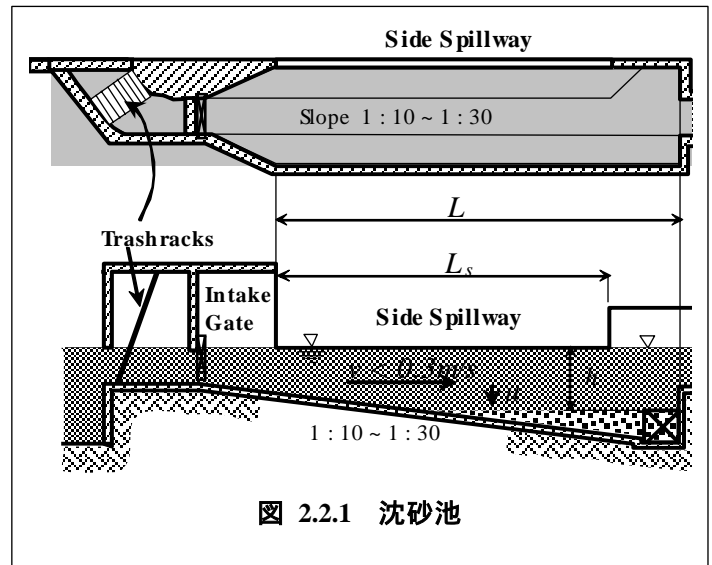 Side Spillway
Slope 1 : 10 ~ 1 : 30
L
Trashracks
L_s
Intake
Gate
Side Spillway
v < 0.3m/s
h
u
1 : 10 ~ 1 : 30
図 2.2.1 沈砂池